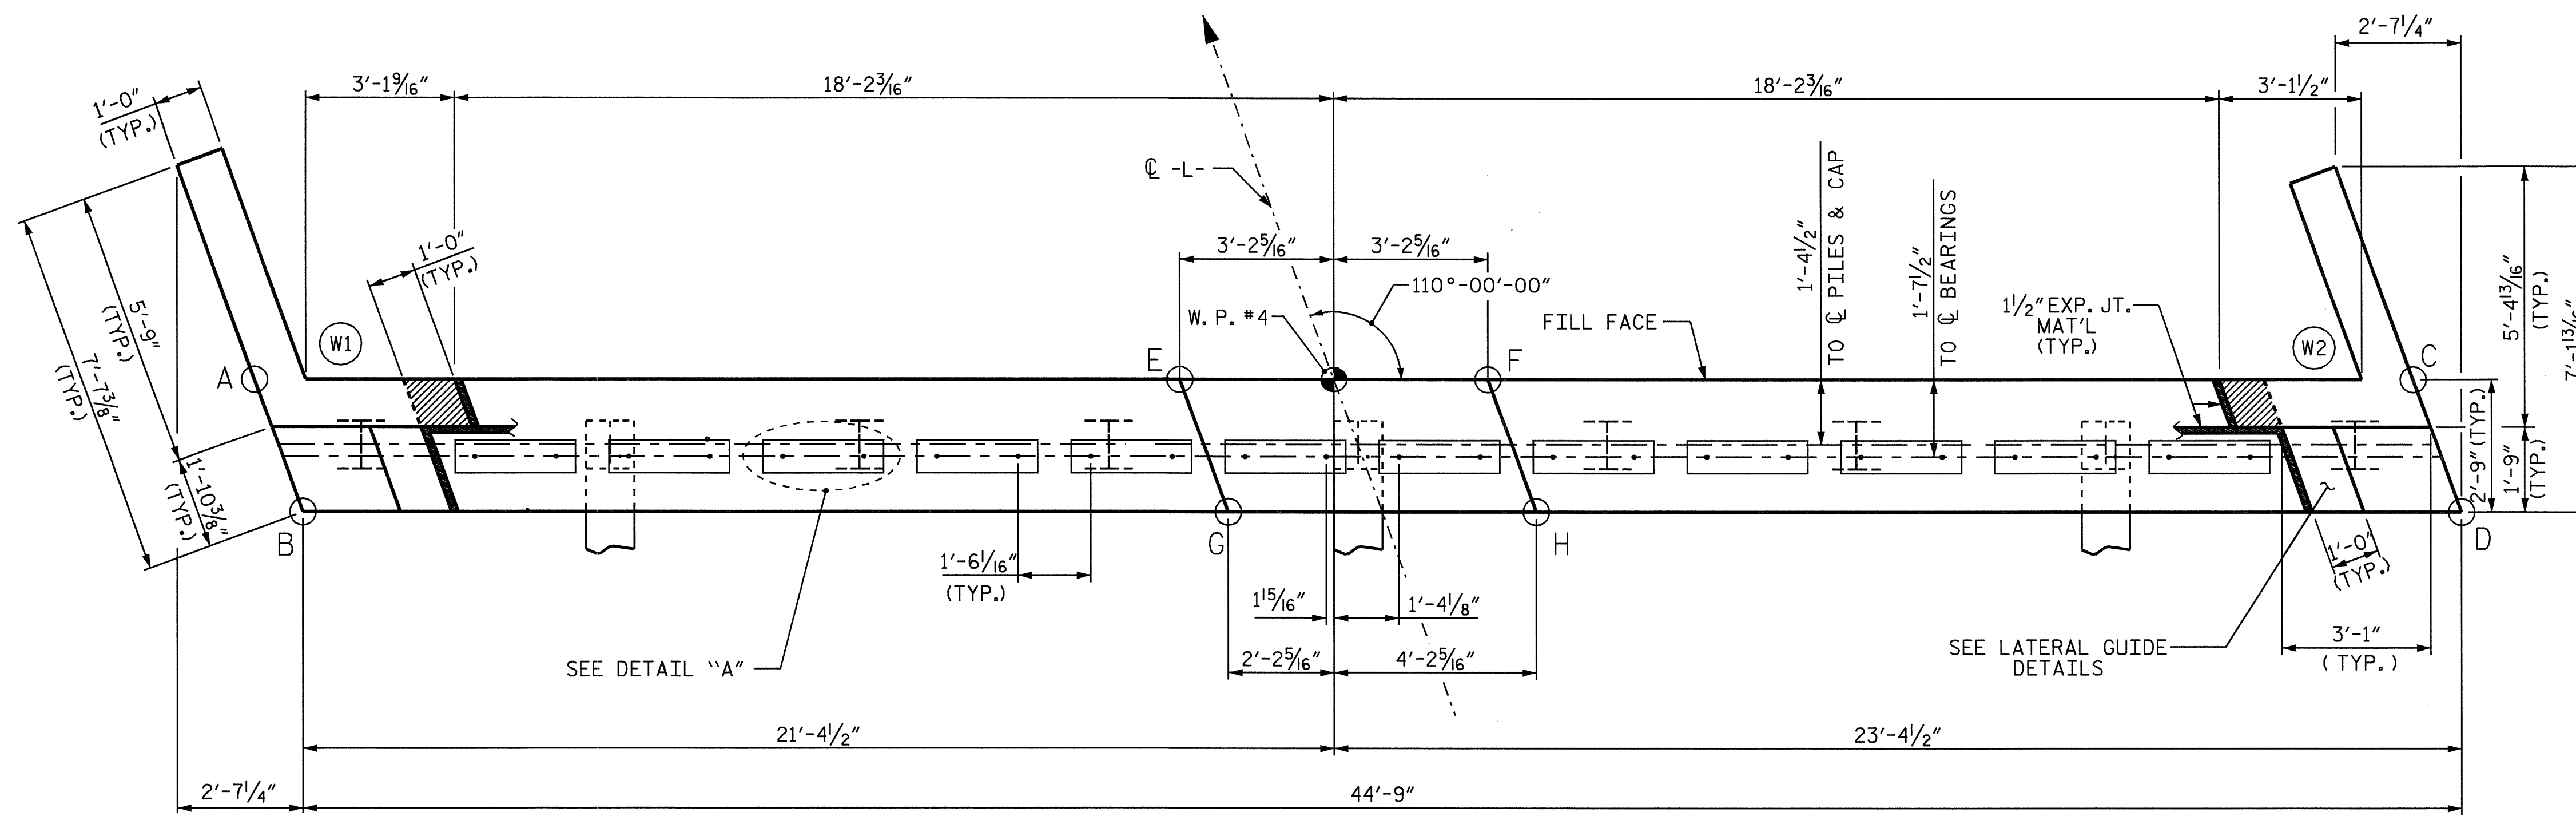 2'-7 1/4"
3'-1 9/16"
18'-2 3/16"
18'-2 3/16"
3'-1 1/2"
1'-0"
(TYP.)
℄ -L-
1'-4 1/2"
TO ℄ PILES & CAP
1'-7 1/2"
TO ℄ BEARINGS
1'-0"
(TYP.)
3'-2 5/16"
3'-2 5/16"
110°-00'-00"
W.P. #4
FILL FACE
1 1/2" EXP. JT.
MAT'L
(TYP.)
5'-4 13/16"
(TYP.)
7'-1 13/16"
W1
W2
A
E
F
C
5'-9"
(TYP.)
7'-7 3/8"
(TYP.)
1'-10 3/8"
(TYP.)
2'-9" (TYP.)
1'-9"
(TYP.)
B
G
H
D
1'-6 1/16"
(TYP.)
1'-0"
(TYP.)
1 15/16"
1'-4 1/8"
SEE DETAIL "A"
2'-2 5/16"
4'-2 5/16"
SEE LATERAL GUIDE
DETAILS
3'-1"
(TYP.)
21'-4 1/2"
23'-4 1/2"
2'-7 1/4"
44'-9"